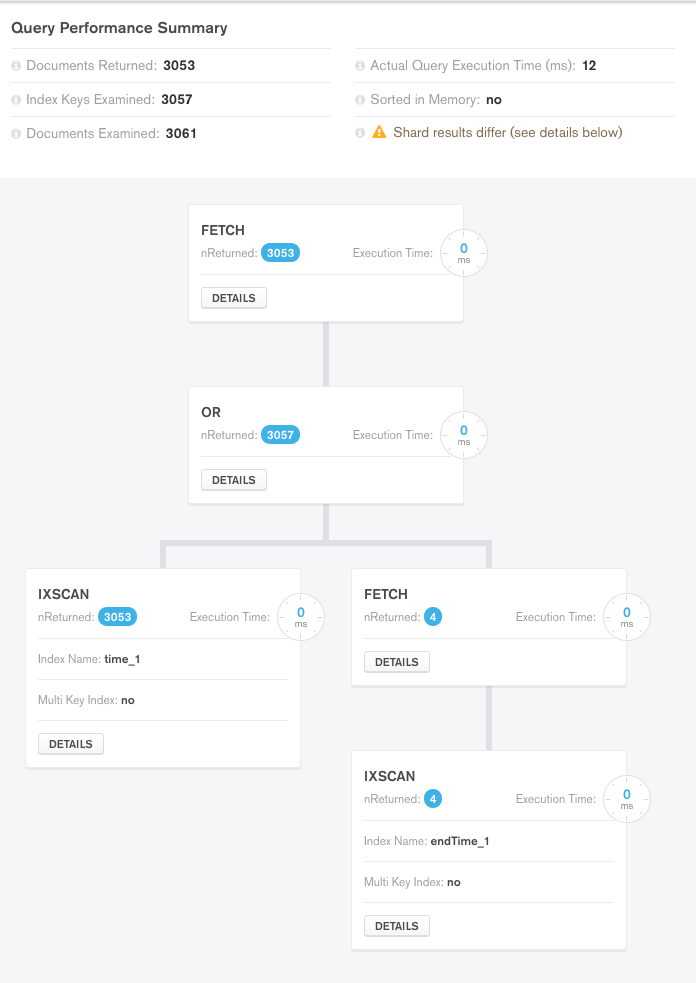 Query Performance Summary
Documents Returned: 3053
Actual Query Execution Time (ms): 12
Index Keys Examined: 3057
Sorted in Memory: no
Documents Examined: 3061
Shard results differ (see details below)
FETCH
nReturned: 3053 Execution Time: 0 ms
DETAILS
OR
nReturned: 3057 Execution Time: 0 ms
DETAILS
IXSCAN
nReturned: 3053 Execution Time: 0 ms
Index Name: time_1
Multi Key Index: no
DETAILS
FETCH
nReturned: 4 Execution Time: 0 ms
DETAILS
IXSCAN
nReturned: 4 Execution Time: 0 ms
Index Name: endTime_1
Multi Key Index: no
DETAILS